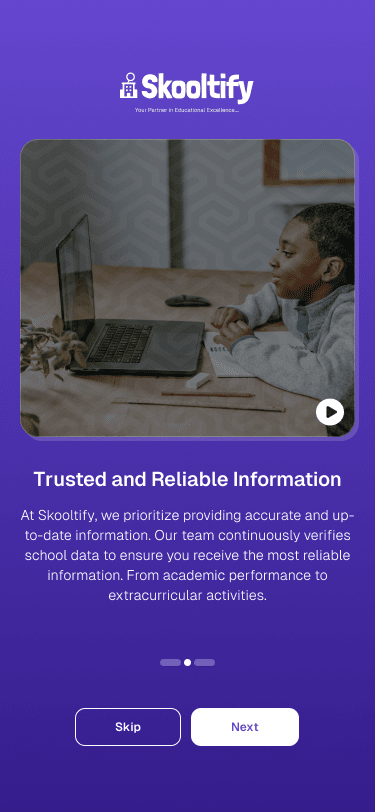 Skooltify
Your Partner in Educational Excellence...
Trusted and Reliable Information
At Skooltify, we prioritize providing accurate and up-
to-date information. Our team continuously verifies
school data to ensure you receive the most reliable
information. From academic performance to
extracurricular activities.
Skip
Next